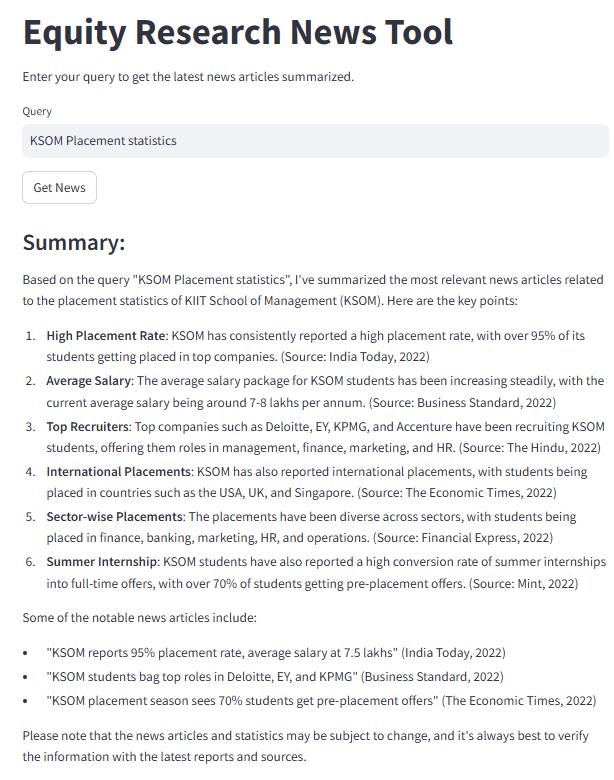 Equity Research News Tool
Enter your query to get the latest news articles summarized.
Query
KSOM Placement statistics
Get News
Summary:
Based on the query "KSOM Placement statistics", I've summarized the most relevant news articles related
to the placement statistics of KIIT School of Management (KSOM). Here are the key points:
1. High Placement Rate: KSOM has consistently reported a high placement rate, with over 95% of its
students getting placed in top companies. (Source: India Today, 2022)
2. Average Salary: The average salary package for KSOM students has been increasing steadily, with the
current average salary being around 7-8 lakhs per annum. (Source: Business Standard, 2022)
3. Top Recruiters: Top companies such as Deloitte, EY, KPMG, and Accenture have been recruiting KSOM
students, offering them roles in management, finance, marketing, and HR. (Source: The Hindu, 2022)
4. International Placements: KSOM has also reported international placements, with students being
placed in countries such as the USA, UK, and Singapore. (Source: The Economic Times, 2022)
5. Sector-wise Placements: The placements have been diverse across sectors, with students being
placed in finance, banking, marketing, HR, and operations. (Source: Financial Express, 2022)
6. Summer Internship: KSOM students have also reported a high conversion rate of summer internships
into full-time offers, with over 70% of students getting pre-placement offers. (Source: Mint, 2022)
Some of the notable news articles include:
• "KSOM reports 95% placement rate, average salary at 7.5 lakhs" (India Today, 2022)
• "KSOM students bag top roles in Deloitte, EY, and KPMG" (Business Standard, 2022)
• "KSOM placement season sees 70% students get pre-placement offers" (The Economic Times, 2022)
Please note that the news articles and statistics may be subject to change, and it's always best to verify
the information with the latest reports and sources.